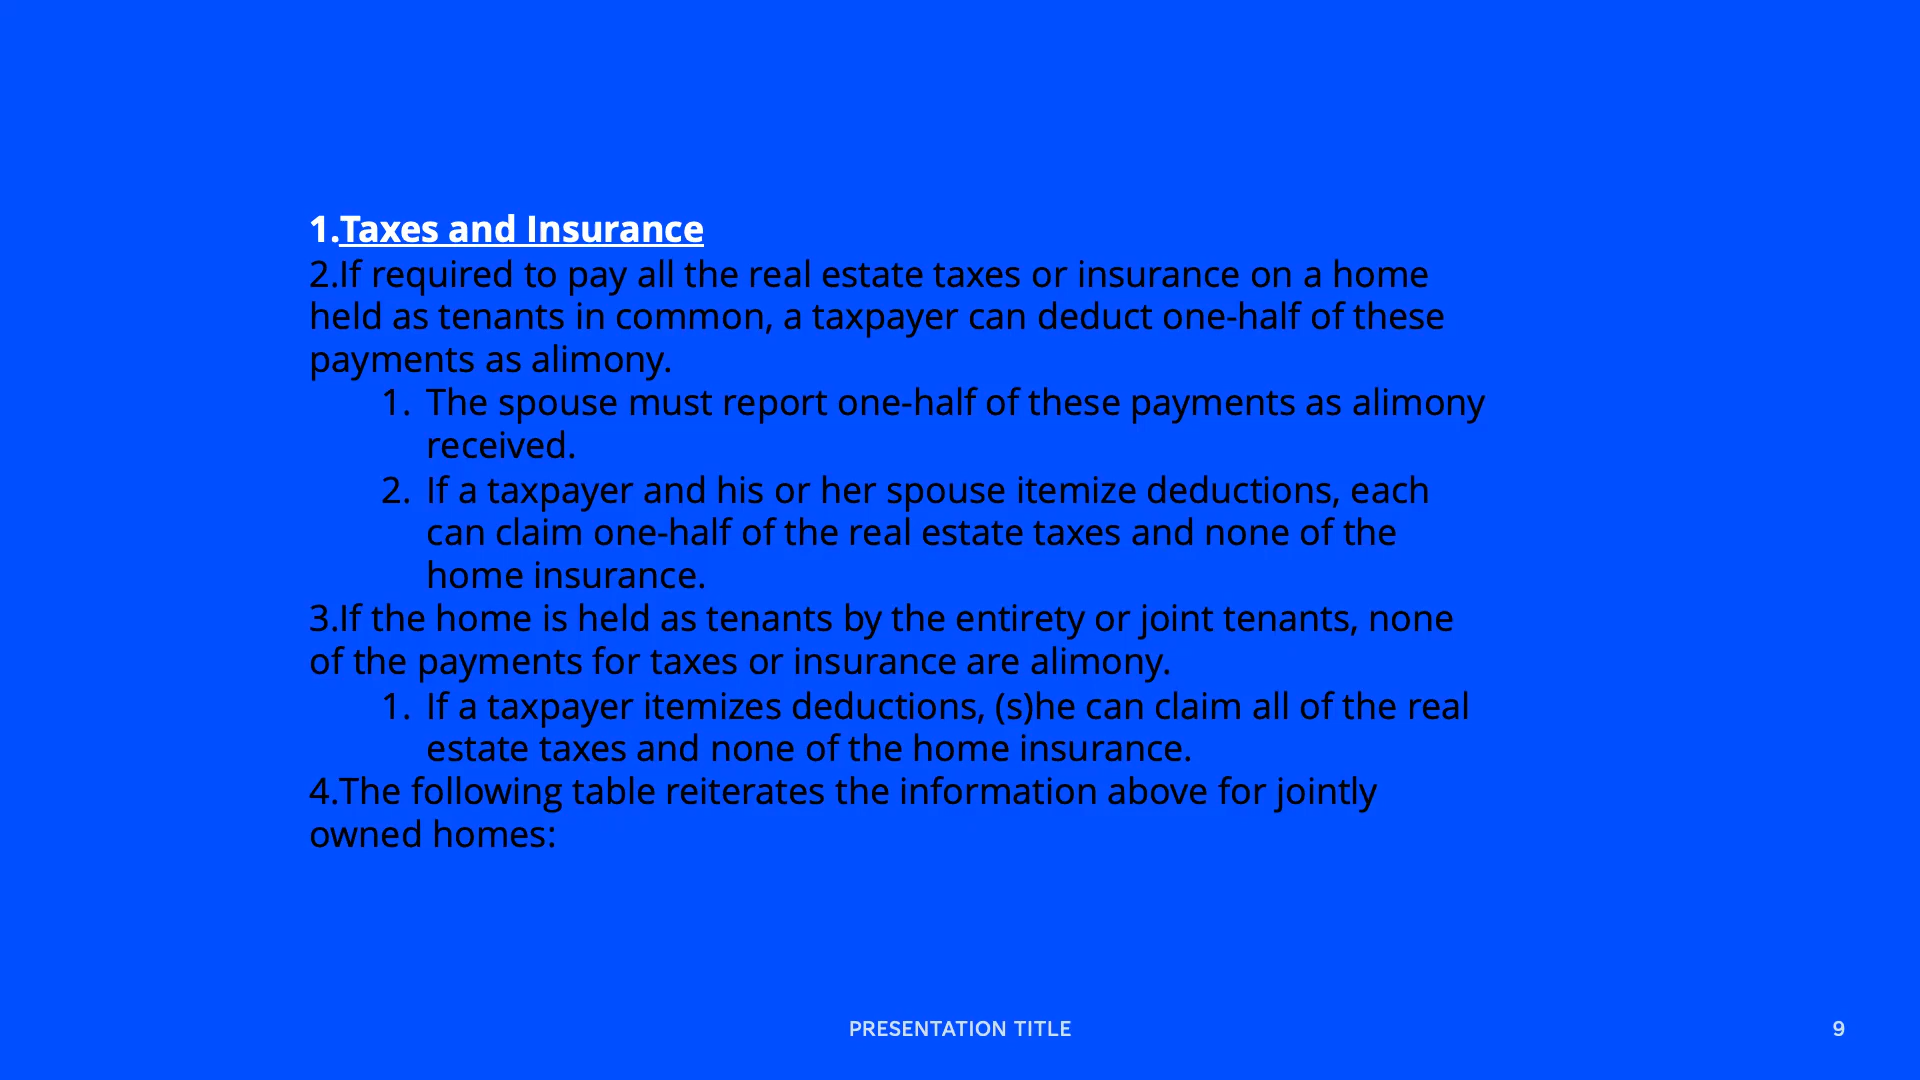 1.Taxes and Insurance
2.If required to pay all the real estate taxes or insurance on a home
held as tenants in common, a taxpayer can deduct one-half of these
payments as alimony.
1. The spouse must report one-half of these payments as alimony
received.
2. If a taxpayer and his or her spouse itemize deductions, each
can claim one-half of the real estate taxes and none of the
home insurance.
3.If the home is held as tenants by the entirety or joint tenants, none
of the payments for taxes or insurance are alimony.
1. If a taxpayer itemizes deductions, (s)he can claim all of the real
estate taxes and none of the home insurance.
4.The following table reiterates the information above for jointly
owned homes:
PRESENTATION TITLE
9